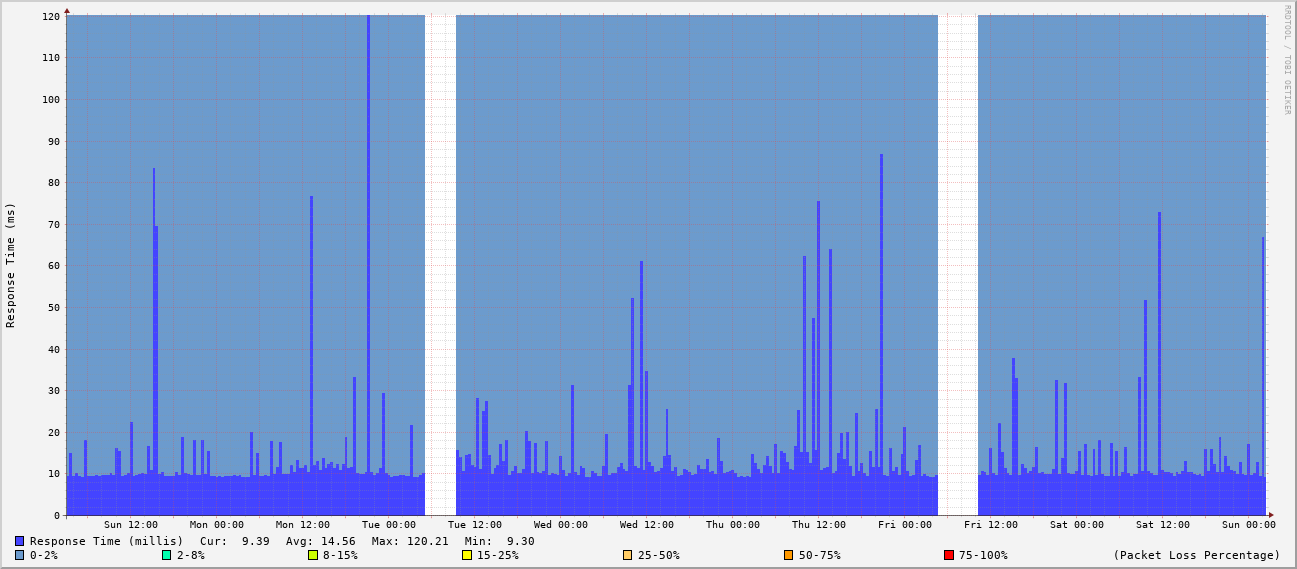 RRDTOOL / TOBI OETIKER
Response Time (ms)
120
110
100
90
80
70
60
50
40
30
20
10
0
Sun 12:00 Mon 00:00 Mon 12:00 Tue 00:00 Tue 12:00 Wed 00:00 Wed 12:00 Thu 00:00 Thu 12:00 Fri 00:00 Fri 12:00 Sat 00:00 Sat 12:00 Sun 00:00
Response Time (millis) Cur: 9.39 Avg: 14.56 Max: 120.21 Min: 9.30
0-2% 2-8% 8-15% 15-25% 25-50% 50-75% 75-100% (Packet Loss Percentage)